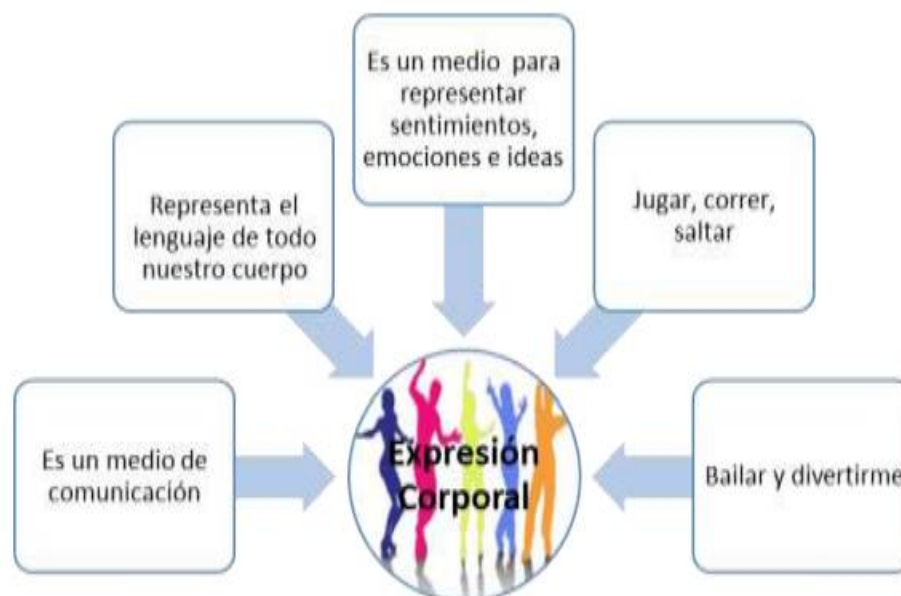 Es un medio de
comunicación
Representa el
lenguaje de todo
nuestro cuerpo
Es un medio para
representar
sentimientos,
emociones e ideas
Jugar, correr,
saltar
Bailar y divertirme
Expresión
Corporal